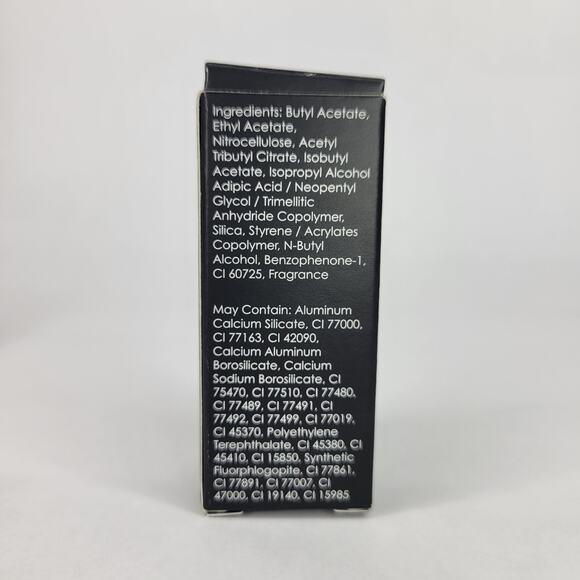 Ingredients: Butyl Acetate,
Ethyl Acetate,
Nitrocellulose, Acetyl
Tributyl Citrate, Isobutyl
Acetate, Isopropyl Alcohol
Adipic Acid / Neopentyl
Glycol / Trimellitic
Anhydride Copolymer,
Silica, Styrene / Acrylates
Copolymer, N-Butyl
Alcohol, Benzophenone-1,
CI 60725, Fragrance
May Contain: Aluminum
Calcium Silicate, CI 77000,
CI 77163, CI 42090,
Calcium Aluminum
Borosilicate, Calcium
Sodium Borosilicate, CI
75470, CI 77510, CI 77480,
CI 77489, CI 77491, CI
77492, CI 77499, CI 77019,
CI 45370, Polyethylene
Terephthalate, CI 45380, CI
45410, CI 15850, Synthetic
Fluorphlogopite, CI 77861,
CI 77891, CI 77007, CI
47000, CI 19140, CI 15985